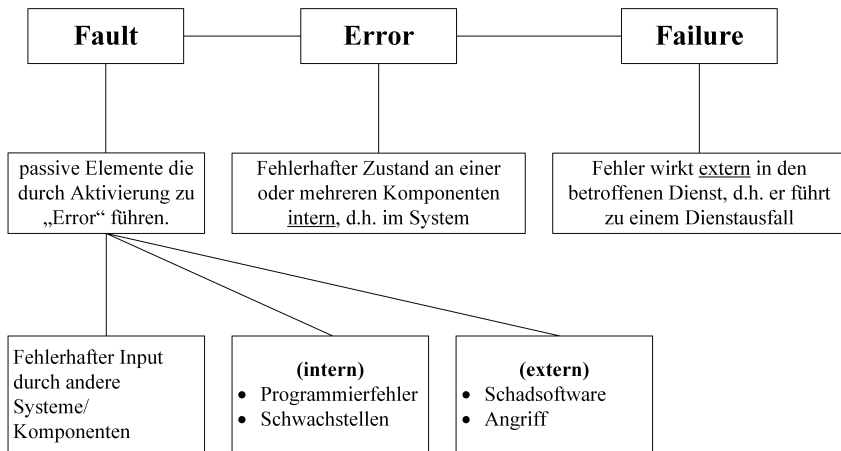 Fault
Error
Failure
passive Elemente die
durch Aktivierung zu
„Error“ führen.
Fehlerhafter Zustand an einer
oder mehreren Komponenten
intern, d.h. im System
Fehler wirkt extern in den
betroffenen Dienst, d.h. er führt
zu einem Dienstausfall
Fehlerhafter Input
durch andere
Systeme/
Komponenten
(intern)
• Programmierfehler
• Schwachstellen
(extern)
• Schadsoftware
• Angriff